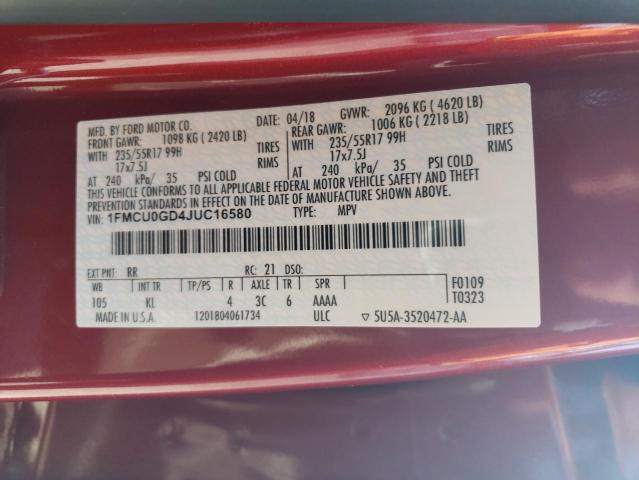 MFD. BY FORD MOTOR CO.
DATE: 04/18 GVWR: 2096 KG ( 4620 LB)
FRONT GAWR: 1098 KG ( 2420 LB)
REAR GAWR: 1006 KG ( 2218 LB)
WITH 235/55R17 99H TIRES
WITH 235/55R17 99H TIRES
17x7.5J RIMS
17x7.5J RIMS
AT 240 kPa/ 35 PSI COLD
AT 240 kPa/ 35 PSI COLD
THIS VEHICLE CONFORMS TO ALL APPLICABLE FEDERAL MOTOR VEHICLE SAFETY AND THEFT
PREVENTION STANDARDS IN EFFECT ON THE DATE OF MANUFACTURE SHOWN ABOVE.
VIN: 1FMCU0GD4JUC16580 TYPE: MPV
EXT PNT: RR RC: 21 DSO:
WB INT TR TP/PS R AXLE TR SPR
105 KL 4 3C 6 AAAA
F0109
T0323
MADE IN U.S.A. 1201804061734 ULC ▽ 5U5A-3520472-AA